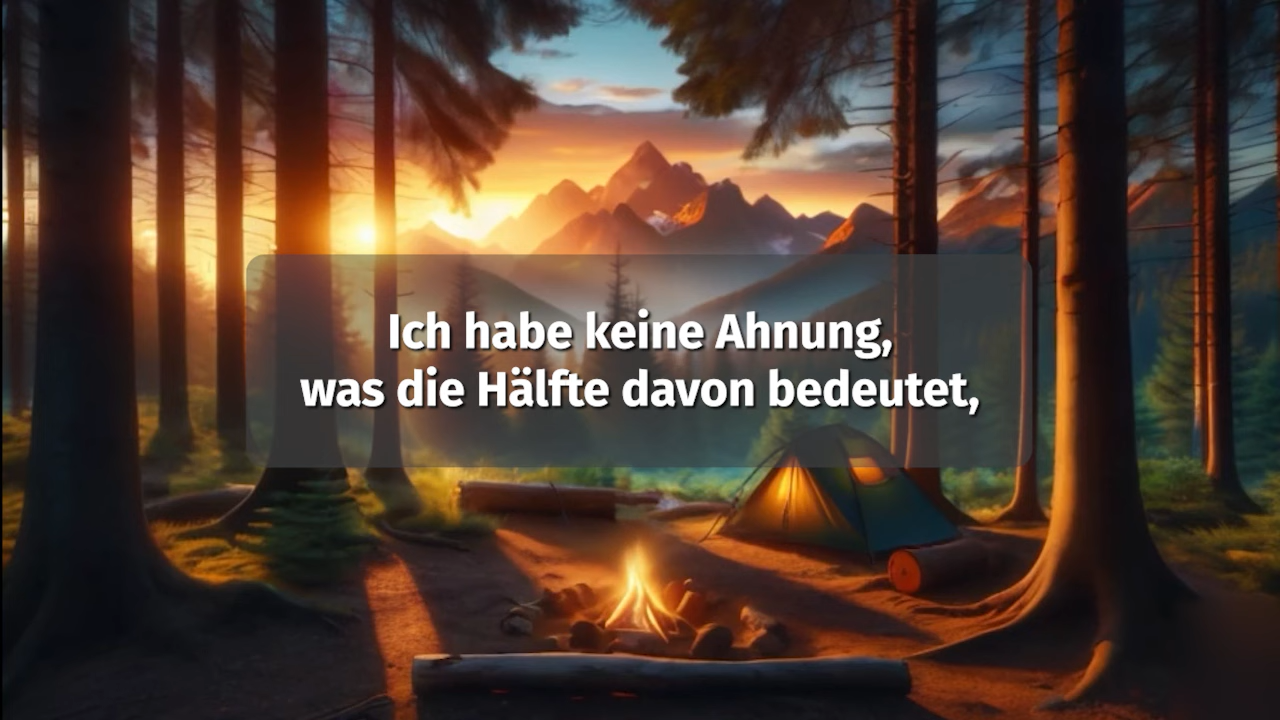 Ich habe keine Ahnung,
was die Hälfte davon bedeutet,